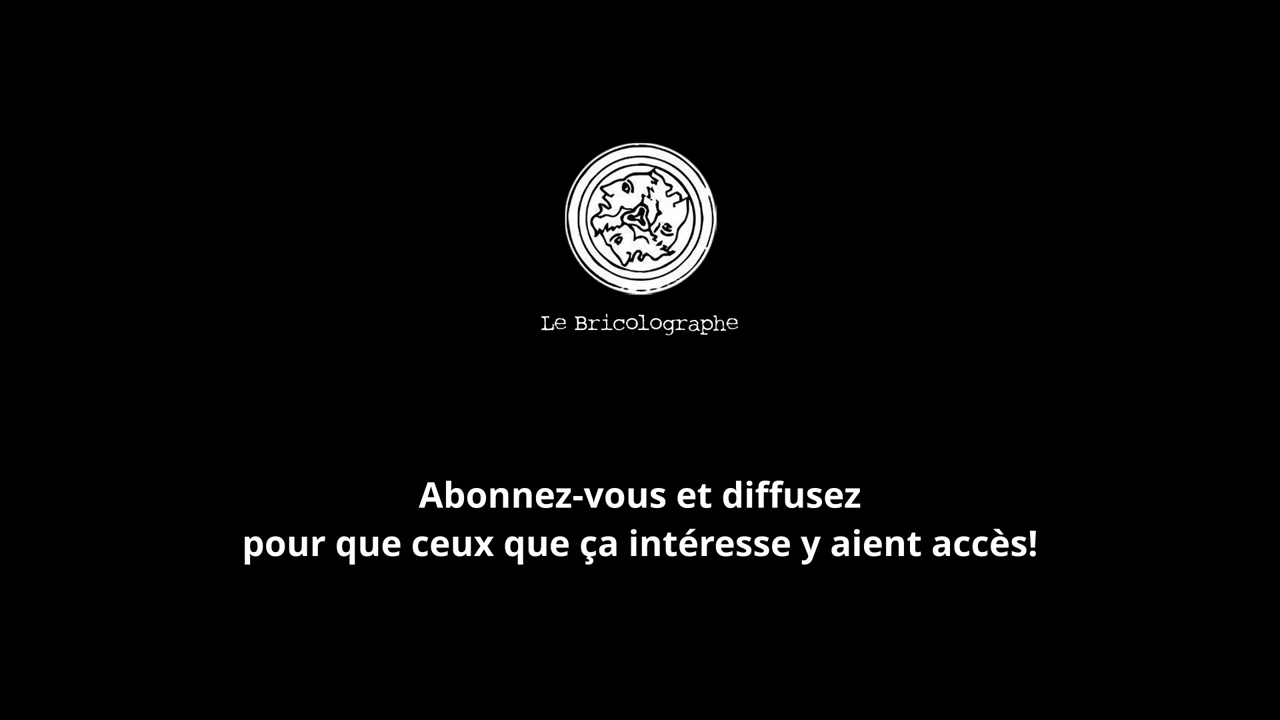 Le Bricolographe
Abonnez-vous et diffusez
pour que ceux que ça intéresse y aient accès!